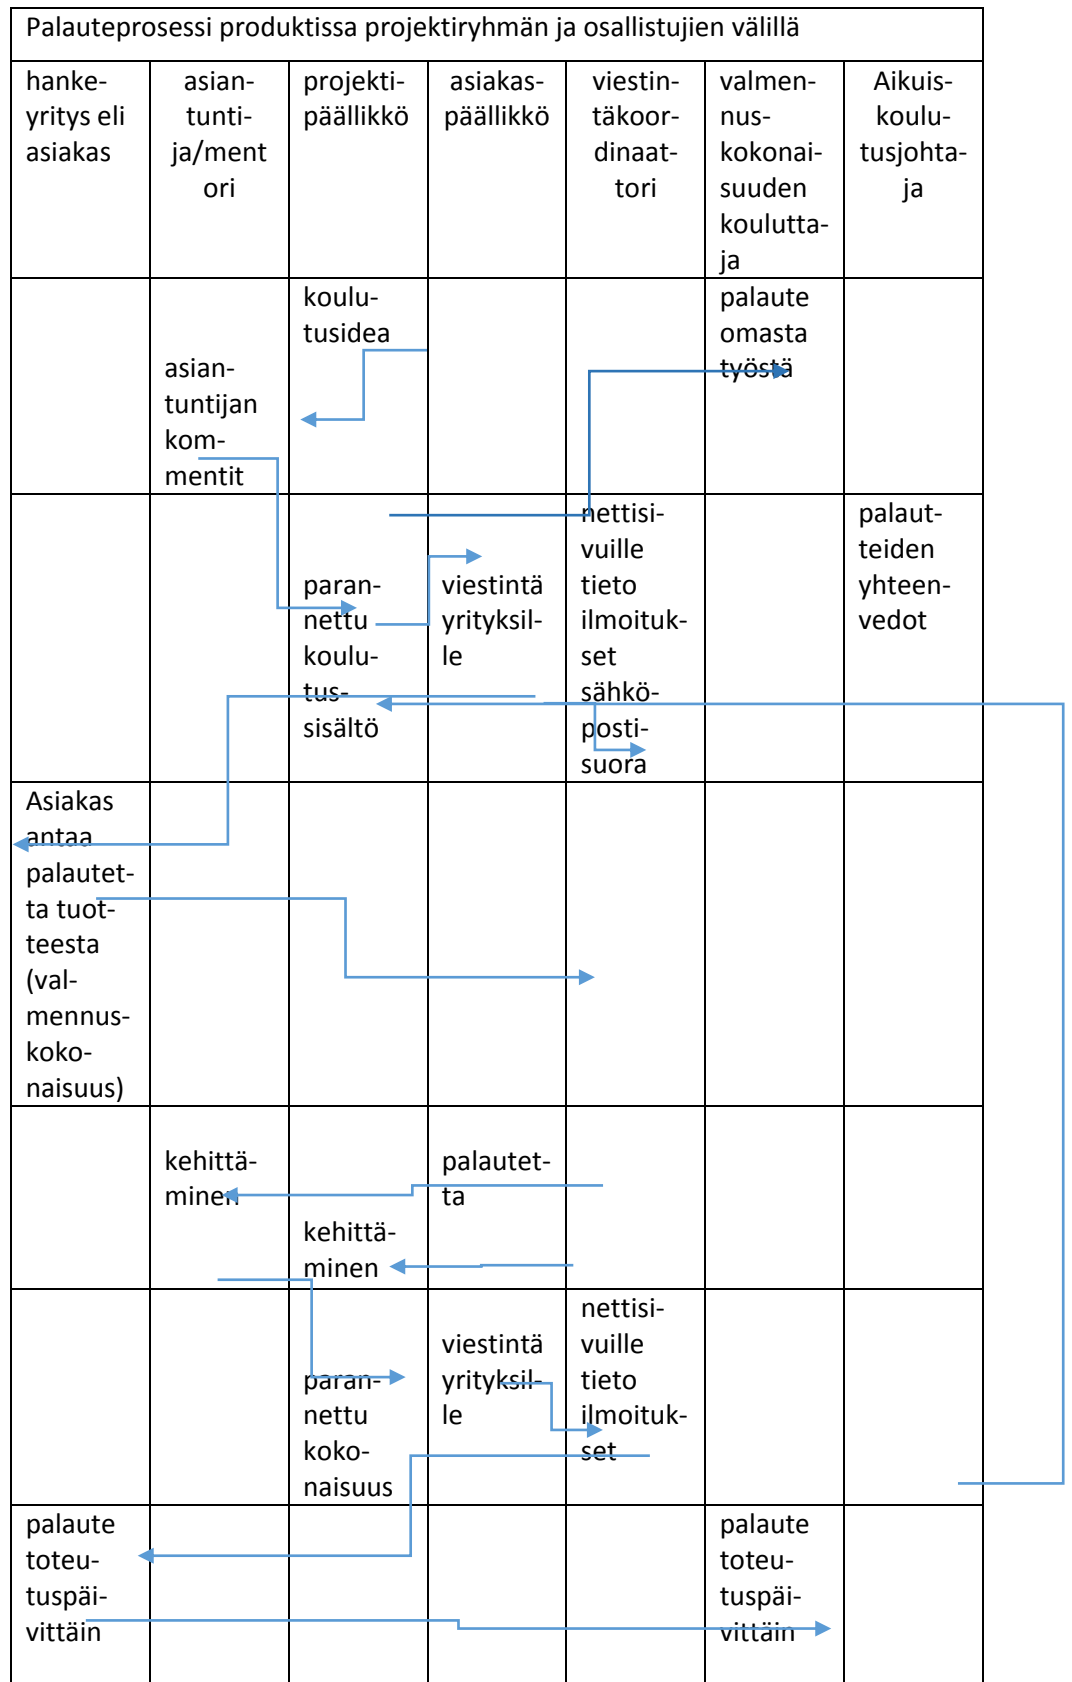 Palauteprosessi produktissa projektiryhmän ja osallistujien välillä
hanke-
yritys eli
asiakas
asian-
tunti-
ja/ment
ori
projekti-
päällikkö
asiakas-
päällikkö
viestin-
täkoor-
dinaat-
tori
valmen-
nus-
kokonai-
suuden
koulutta-
ja
Aikuis-
koulu-
tusjohta-
ja
asian-
tuntijan
kom-
mentit
koulu-
tusidea
palaute
omasta
työstä
paran-
nettu
koulu-
tus-
sisältö
viestintä
yrityksil-
le
nettisi-
vuille
tieto
ilmoituk-
set
sähkö-
posti-
suora
palaut-
teiden
yhteen-
vedot
Asiakas
antaa
palautet-
ta tuot-
teesta
(val-
mennus-
koko-
naisuus)
kehittä-
minen
kehittä-
minen
palautet-
ta
paran-
nettu
koko-
naisuus
viestintä
yrityksil-
le
nettisi-
vuille
tieto
ilmoituk-
set
palaute
toteu-
tuspäi-
vittäin
palaute
toteu-
tuspäi-
vittäin